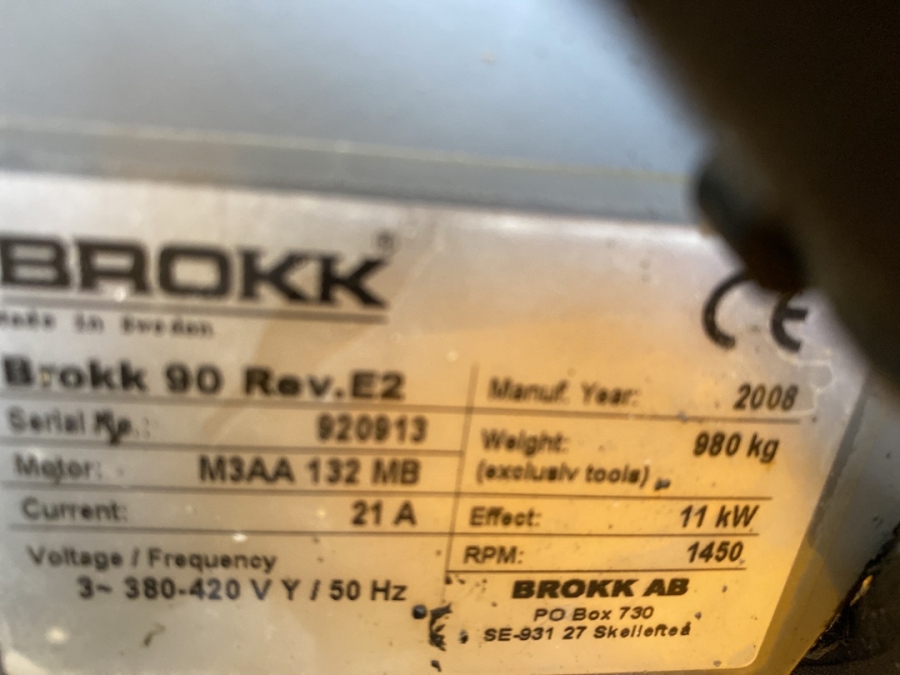 BROKK®
Made in Sweden
Brokk 90 Rev.E2
Serial No.: 920913
Motor: M3AA 132 MB
Current: 21 A
Voltage / Frequency
3~ 380-420 V Y / 50 Hz
CE
Manuf. Year: 2008
Weight: 980 kg
(exclusiv tools)
Effect: 11 kW
RPM: 1450
BROKK AB
PO Box 730
SE-931 27 Skellefteå